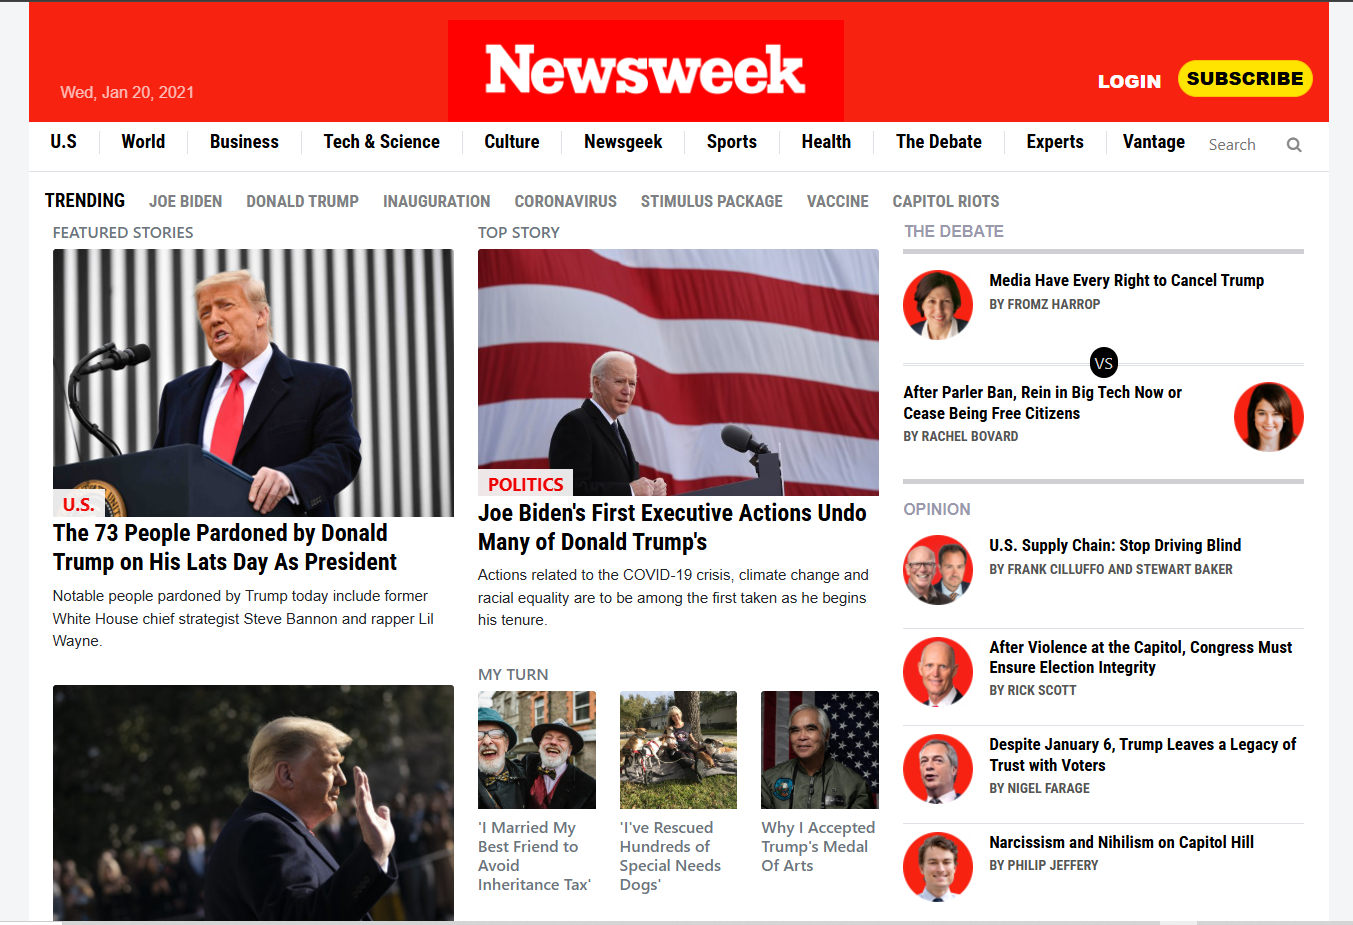 Newsweek
Wed, Jan 20, 2021
LOGIN
SUBSCRIBE
U.S
World
Business
Tech & Science
Culture
Newsgeek
Sports
Health
The Debate
Experts
Vantage
Search
TRENDING
JOE BIDEN
DONALD TRUMP
INAUGURATION
CORONAVIRUS
STIMULUS PACKAGE
VACCINE
CAPITOL RIOTS
FEATURED STORIES
U.S.
The 73 People Pardoned by Donald
Trump on His Lats Day As President
Notable people pardoned by Trump today include former
White House chief strategist Steve Bannon and rapper Lil
Wayne.
TOP STORY
POLITICS
Joe Biden's First Executive Actions Undo
Many of Donald Trump's
Actions related to the COVID-19 crisis, climate change and
racial equality are to be among the first taken as he begins
his tenure.
MY TURN
'I Married My
Best Friend to
Avoid
Inheritance Tax'
'I've Rescued
Hundreds of
Special Needs
Dogs'
Why I Accepted
Trump's Medal
Of Arts
THE DEBATE
Media Have Every Right to Cancel Trump
BY FROMZ HARROP
VS
After Parler Ban, Rein in Big Tech Now or
Cease Being Free Citizens
BY RACHEL BOVARD
OPINION
U.S. Supply Chain: Stop Driving Blind
BY FRANK CILLUFFO AND STEWART BAKER
After Violence at the Capitol, Congress Must
Ensure Election Integrity
BY RICK SCOTT
Despite January 6, Trump Leaves a Legacy of
Trust with Voters
BY NIGEL FARAGE
Narcissism and Nihilism on Capitol Hill
BY PHILIP JEFFERY